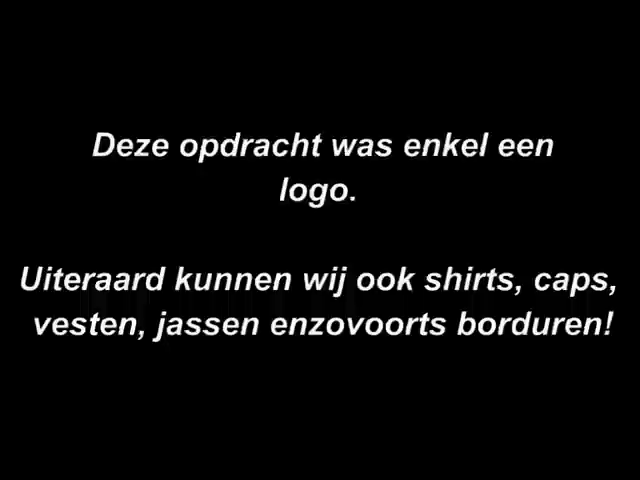 Deze opdracht was enkel een
logo.
Uiteraard kunnen wij ook shirts, caps,
vesten, jassen enzovoorts borduren!